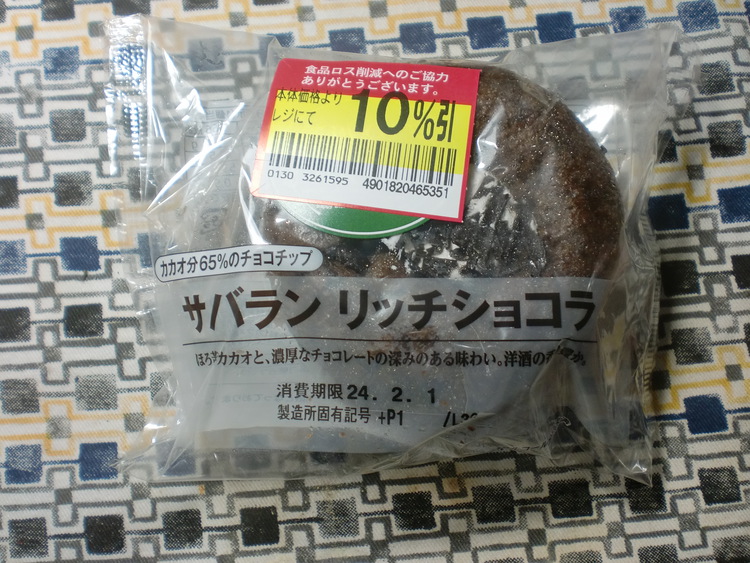 食品ロス削減へのご協力
ありがとうございます。
本体価格より
レジにて
10%引
0130 3261595 4901820465351
カカオ分65%のチョコチップ
サバラン リッチショコラ
ほろ苦カカオと、濃厚なチョコレートの深みのある味わい。洋酒の
消費期限 24. 2. 1
製造所固有記号 +P1